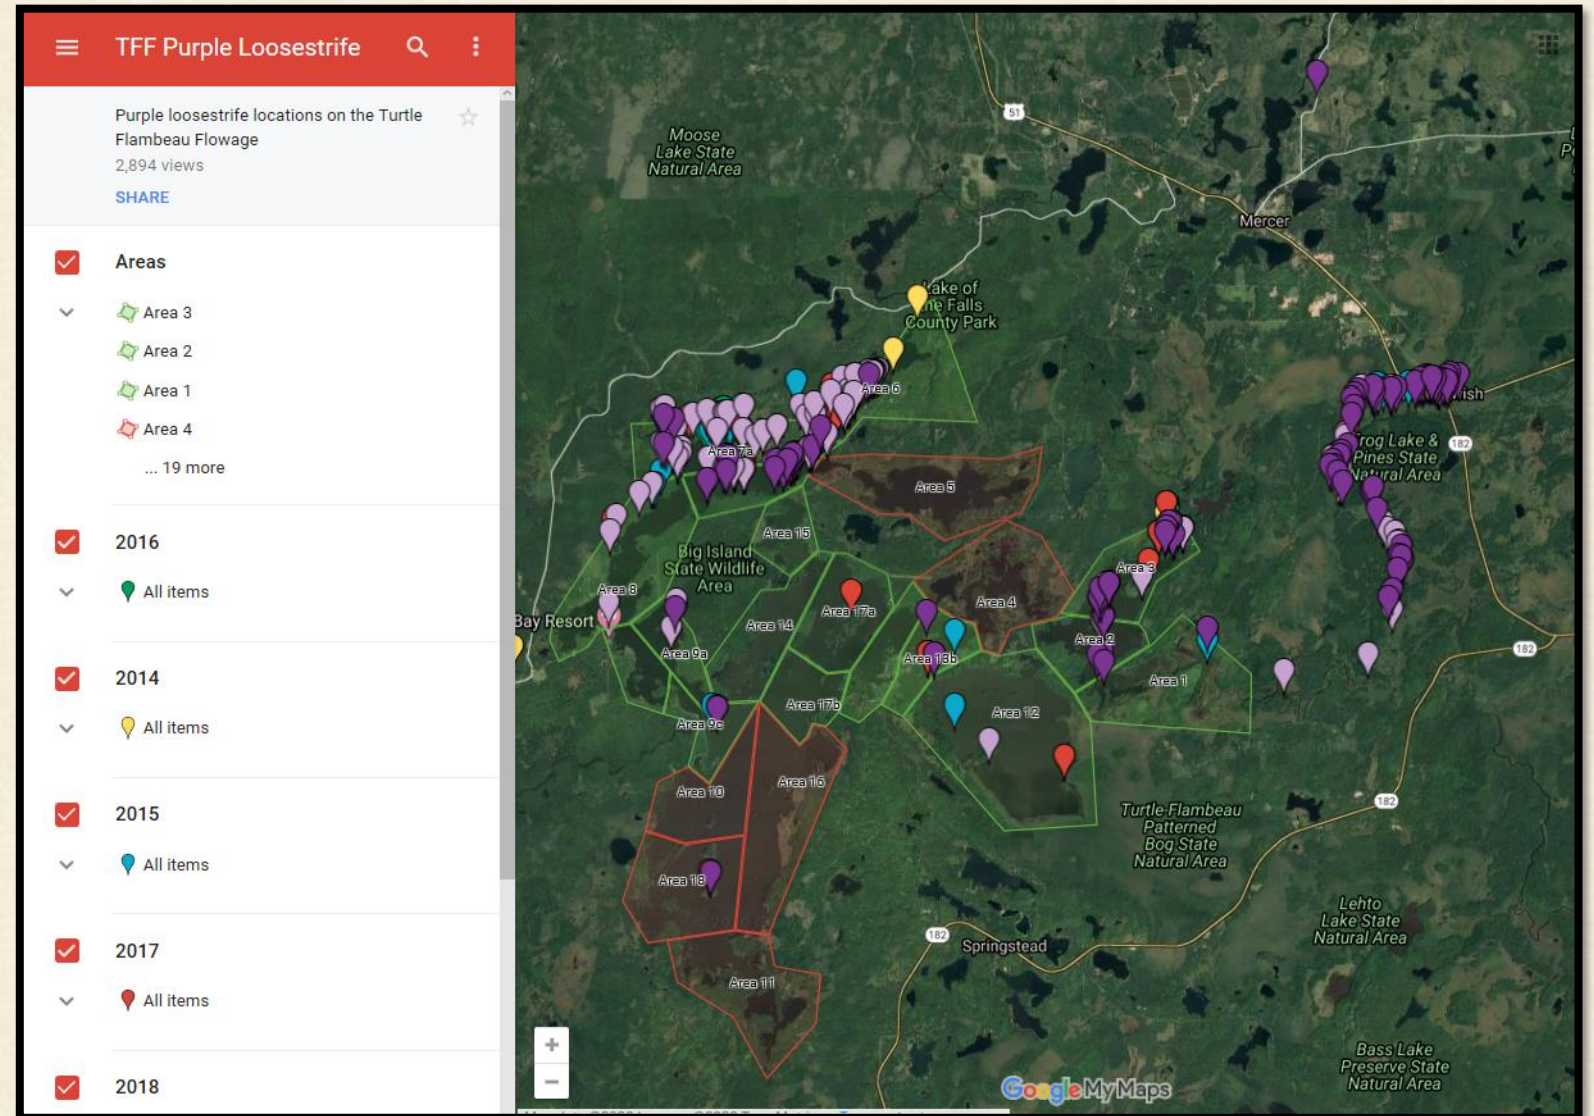 TFF Purple Loosestrife
Purple loosestrife locations on the Turtle
Flambeau Flowage
2,894 views
SHARE
Areas
Area 3
Area 2
Area 1
Area 4
... 19 more
2016
All items
2014
All items
2015
All items
2017
All items
2018
51
Moose
Lake State
Natural Area
Mercer
Lake of
the Falls
County Park
Area 6
182
Frog Lake &
Pines State
Natural Area
Area 7a
Area 5
Area 15
Big Island
State Wildlife
Area
Area 3
Area 8
Area 17a
Area 4
Bay Resort
Area 14
Area 2
182
Area 9a
Area 13b
Area 1
Area 17b
Area 12
Area 9c
Area 16
Area 10
182
Turtle-Flambeau
Patterned
Bog State
Natural Area
Area 18
Lehto
Lake State
Natural Area
182
Springstead
Area 11
Bass Lake
Preserve State
Natural Area
Google My Maps